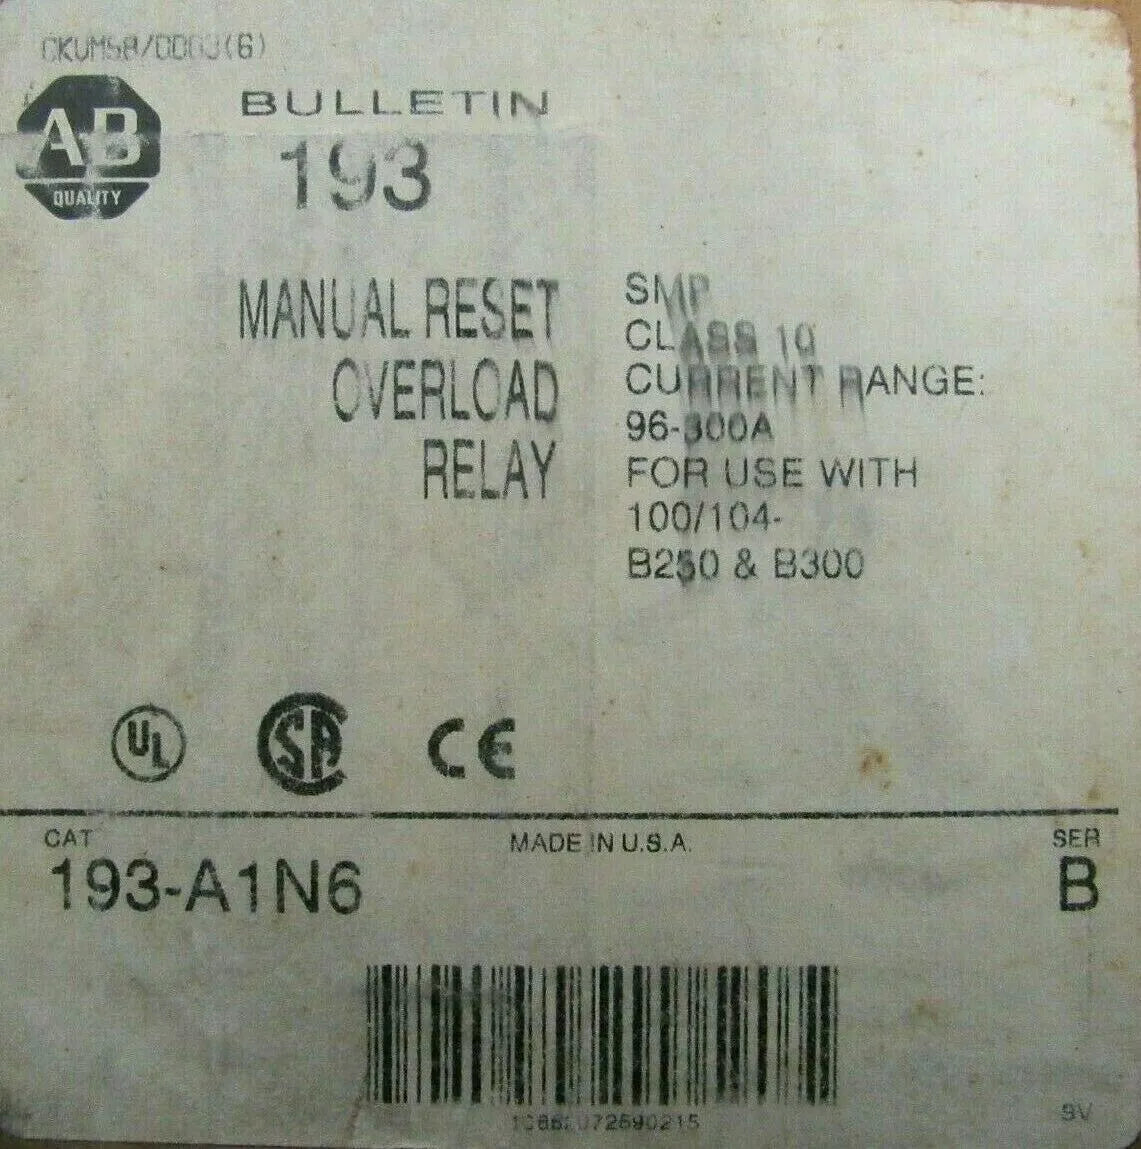 AB
QUALITY
BULLETIN
193
MANUAL RESET
OVERLOAD
RELAY
SMP
CLASS 10
CURRENT RANGE:
96-300A
FOR USE WITH
100/104-
B250 & B300
UL
SA
CE
CAT
193-A1N6
MADE IN U.S.A.
SER
B
9V